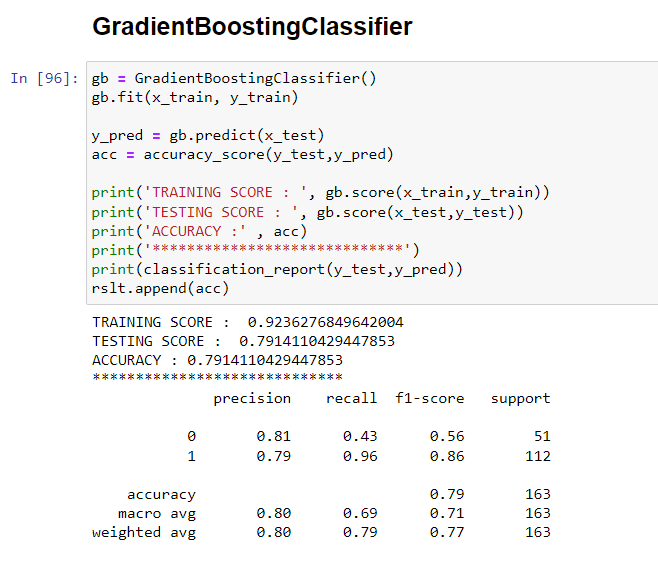 GradientBoostingClassifier
In [96]: gb = GradientBoostingClassifier()
gb.fit(x_train, y_train)
y_pred = gb.predict(x_test)
acc = accuracy_score(y_test,y_pred)
print('TRAINING SCORE : ', gb.score(x_train,y_train))
print('TESTING SCORE : ', gb.score(x_test,y_test))
print('ACCURACY :' , acc)
print('*****************************')
print(classification_report(y_test,y_pred))
rslt.append(acc)
TRAINING SCORE :  0.9236276849642004
TESTING SCORE :  0.7914110429447853
ACCURACY : 0.7914110429447853
*****************************
precision recall f1-score support
0 0.81 0.43 0.56 51
1 0.79 0.96 0.86 112
accuracy 0.79 163
macro avg 0.80 0.69 0.71 163
weighted avg 0.80 0.79 0.77 163